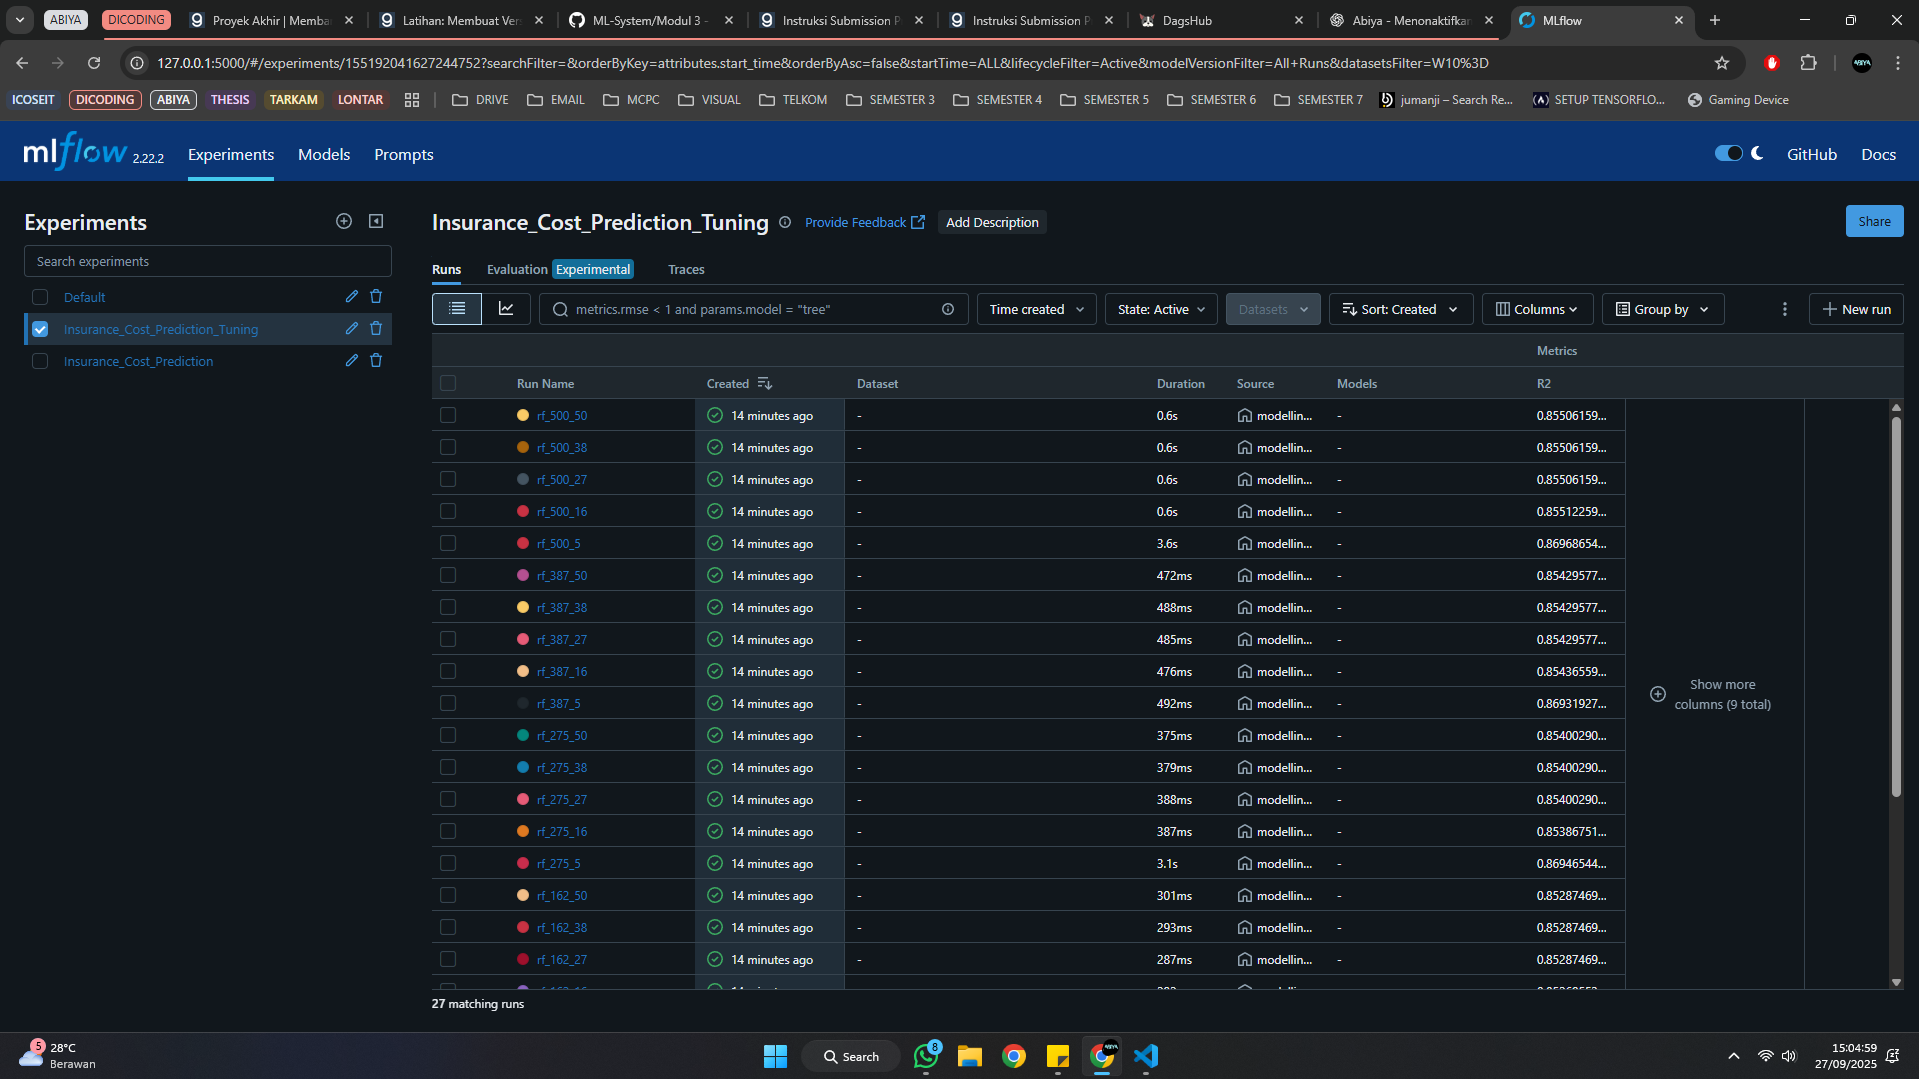 ABIYA
DICODING
Proyek Akhir | Memba
Latihan: Membuat Ver
ML-System/Modul 3 -
Instruksi Submission P
Instruksi Submission P
DagsHub
Abiya - Menonaktifkan
MLflow
127.0.0.1:5000/#/experiments/155192041627244752?searchFilter=&orderByKey=attributes.start_time&orderByAsc=false&startTime=ALL&lifecycleFilter=Active&modelVersionFilter=All+Runs&datasetsFilter=W10%3D
ICOSEIT DICODING ABIYA THESIS TARKAM LONTAR DRIVE EMAIL MCPC VISUAL TELKOM SEMESTER 3 SEMESTER 4 SEMESTER 5 SEMESTER 6 SEMESTER 7 jumanji – Search Re... SETUP TENSORFLO... Gaming Device
mlflow 2.22.2 Experiments Models Prompts GitHub Docs
Experiments
Search experiments
Default
Insurance_Cost_Prediction_Tuning
Insurance_Cost_Prediction
Insurance_Cost_Prediction_Tuning Provide Feedback Add Description Share
Runs Evaluation Experimental Traces
metrics.rmse < 1 and params.model = "tree" Time created State: Active Datasets Sort: Created Columns Group by New run
Metrics
Run Name Created Dataset Duration Source Models R2
rf_500_50 14 minutes ago - 0.6s modellin... - 0.85506159...
rf_500_38 14 minutes ago - 0.6s modellin... - 0.85506159...
rf_500_27 14 minutes ago - 0.6s modellin... - 0.85506159...
rf_500_16 14 minutes ago - 0.6s modellin... - 0.85512259...
rf_500_5 14 minutes ago - 3.6s modellin... - 0.86968654...
rf_387_50 14 minutes ago - 472ms modellin... - 0.85429577...
rf_387_38 14 minutes ago - 488ms modellin... - 0.85429577...
rf_387_27 14 minutes ago - 485ms modellin... - 0.85429577...
rf_387_16 14 minutes ago - 476ms modellin... - 0.85436559...
rf_387_5 14 minutes ago - 492ms modellin... - 0.86931927...
rf_275_50 14 minutes ago - 375ms modellin... - 0.85400290...
rf_275_38 14 minutes ago - 379ms modellin... - 0.85400290...
rf_275_27 14 minutes ago - 388ms modellin... - 0.85400290...
rf_275_16 14 minutes ago - 387ms modellin... - 0.85386751...
rf_275_5 14 minutes ago - 3.1s modellin... - 0.86946544...
rf_162_50 14 minutes ago - 301ms modellin... - 0.85287469...
rf_162_38 14 minutes ago - 293ms modellin... - 0.85287469...
rf_162_27 14 minutes ago - 287ms modellin... - 0.85287469...
Show more
columns (9 total)
27 matching runs
5
28°C
Berawan
Search
8
15:04:59
27/09/2025